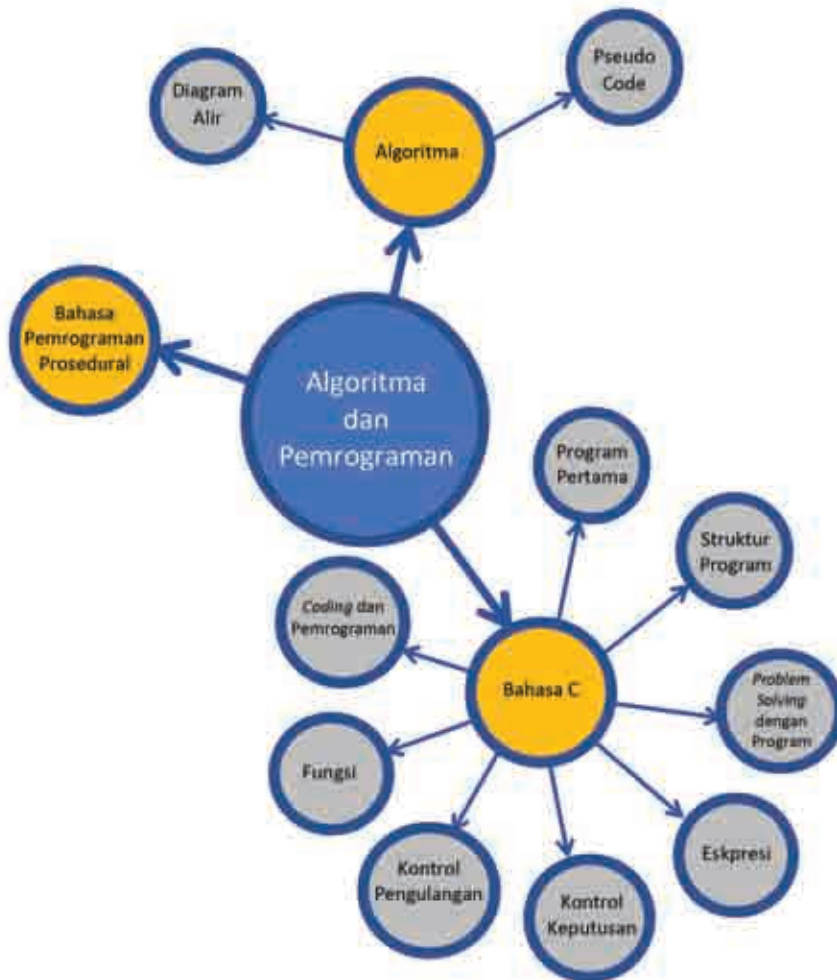 Diagram
Alir
Algoritma
Pseudo
Code
Bahasa
Pemrograman
Prosedural
Algoritma
dan
Pemrograman
Program
Pertama
Struktur
Program
Coding dan
Pemrograman
Bahasa C
Problem
Solving
dengan
Program
Fungsi
Eskpresi
Kontrol
Pengulangan
Kontrol
Keputusan